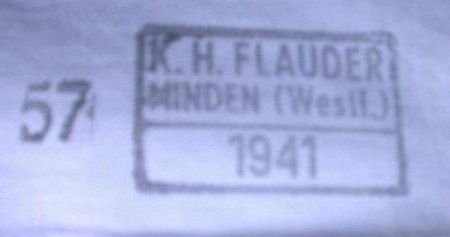 K. H. FLAUDER
MINDEN (Westf.)
57
1941